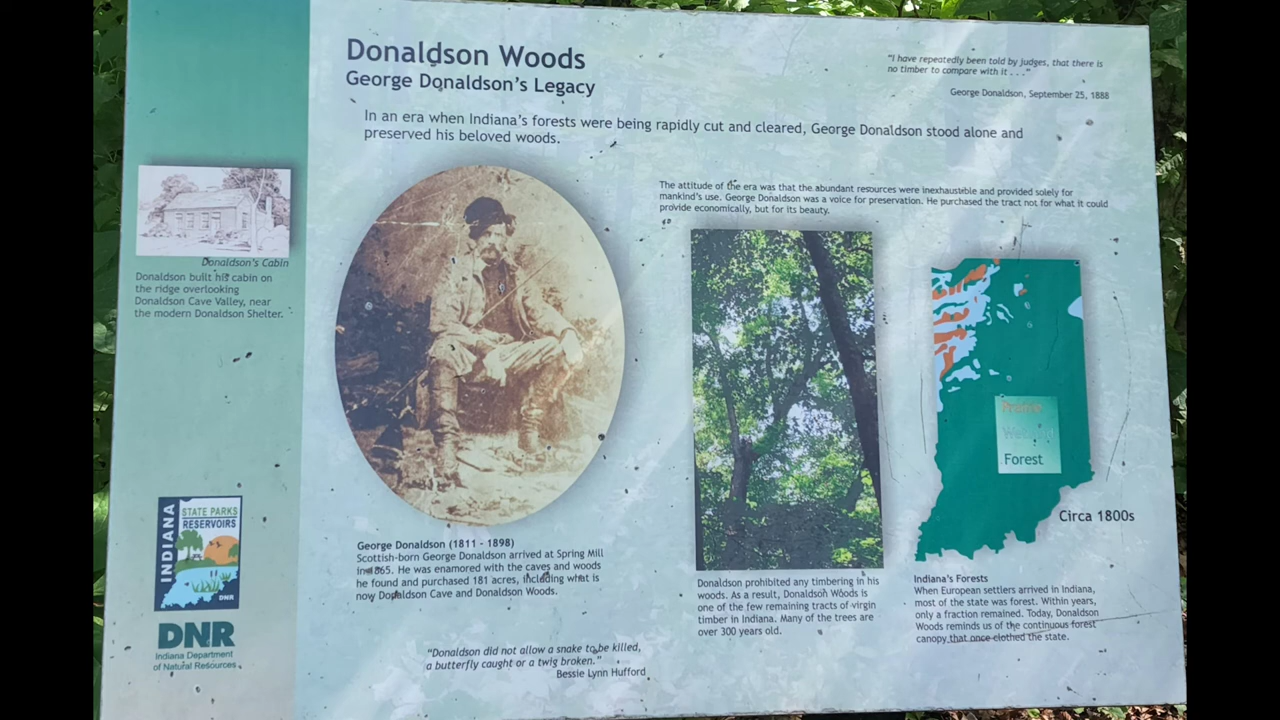 Donaldson Woods
George Donaldson's Legacy
"I have repeatedly been told by judges, that there is
no timber to compare with it . . ."
George Donaldson, September 25, 1888
In an era when Indiana's forests were being rapidly cut and cleared, George Donaldson stood alone and
preserved his beloved woods.
Donaldson's Cabin
Donaldson built his cabin on
the ridge overlooking
Donaldson Cave Valley, near
the modern Donaldson Shelter.
The attitude of the era was that the abundant resources were inexhaustible and provided solely for
mankind's use. George Donaldson was a voice for preservation. He purchased the tract not for what it could
provide economically, but for its beauty.
George Donaldson (1811 - 1898)
Scottish-born George Donaldson arrived at Spring Mill
in 1865. He was enamored with the caves and woods
he found and purchased 181 acres, including what is
now Donaldson Cave and Donaldson Woods.
"Donaldson did not allow a snake to be killed,
a butterfly caught or a twig broken."
Bessie Lynn Hufford
Donaldson prohibited any timbering in his
woods. As a result, Donaldson Woods is
one of the few remaining tracts of virgin
timber in Indiana. Many of the trees are
over 300 years old.
Prairie
Wetland
Forest
Circa 1800s
Indiana's Forests
When European settlers arrived in Indiana,
most of the state was forest. Within years,
only a fraction remained. Today, Donaldson
Woods reminds us of the continuous forest
canopy that once clothed the state.
INDIANA
STATE PARKS
RESERVOIRS
DNR
DNR
Indiana Department
of Natural Resources